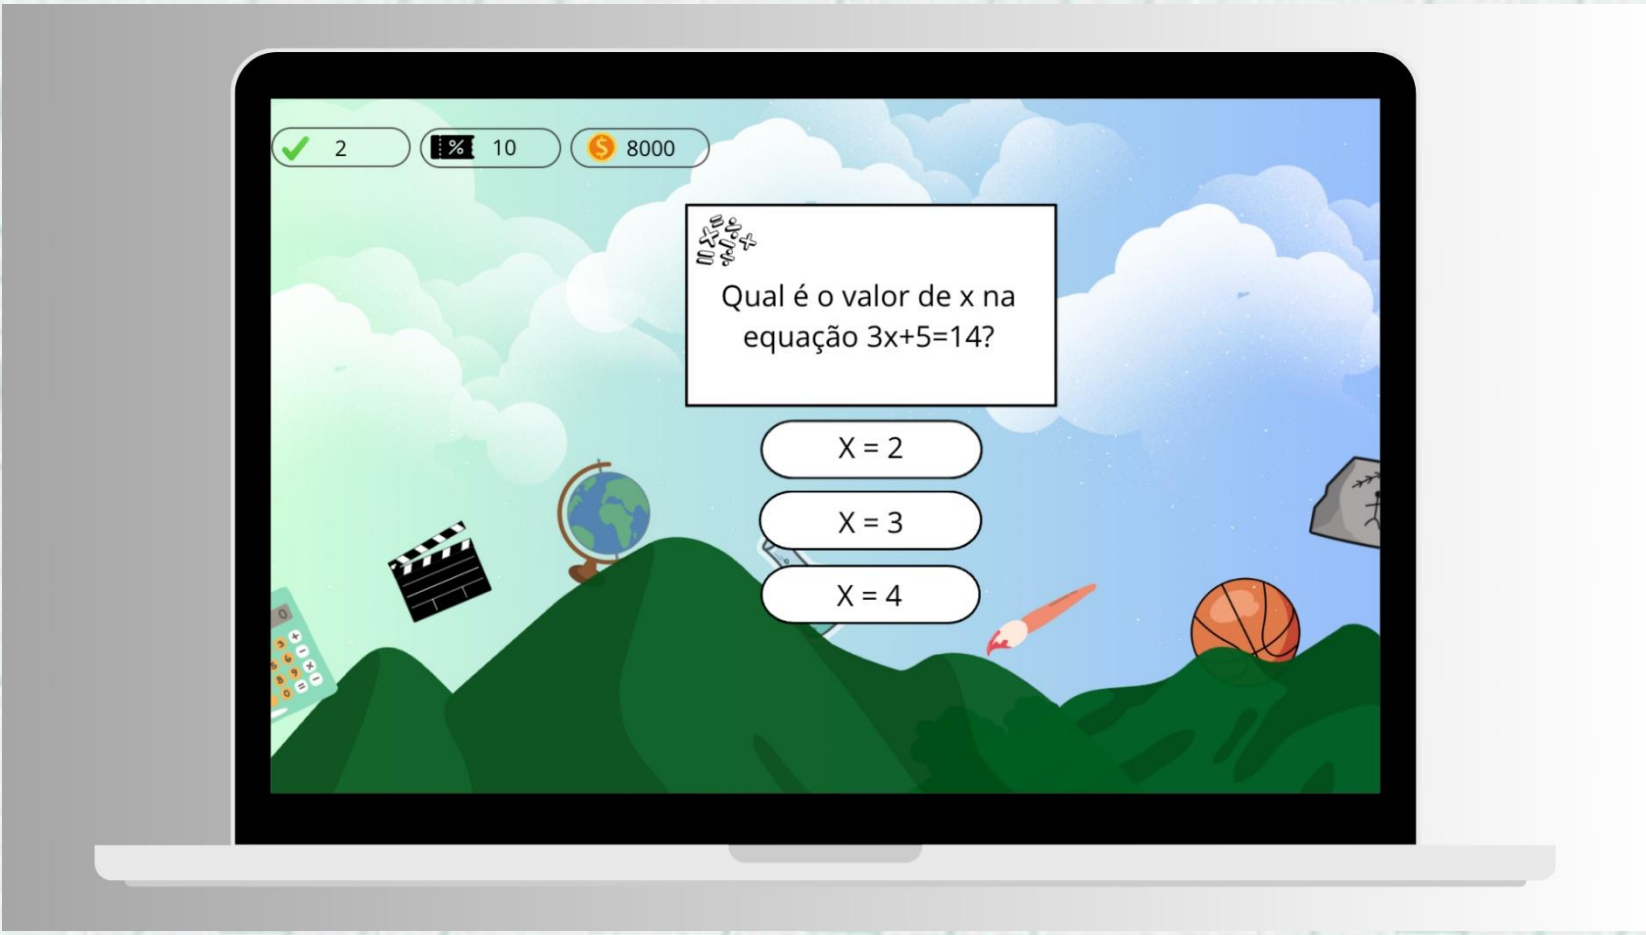 2
%
10
$
8000
Qual é o valor de x na
equação 3x+5=14?
X = 2
X = 3
X = 4